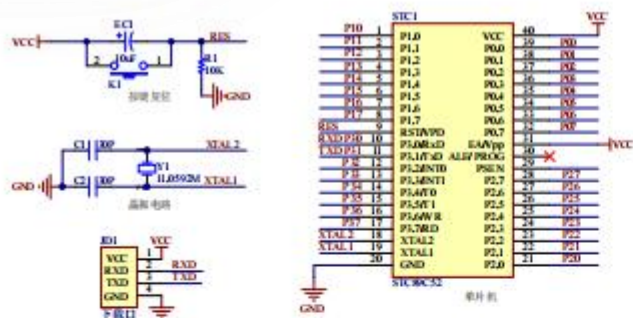 EC1
VCC
10uF
RES
2
1
K1
R1
10K
GND
按键复位
C1
30P
XTAL2
Y1
11.0592M
GND
C2
30P
XTAL1
晶振电路
JD1
VCC
VCC 1
RXD 2 RXD
TXD 3 TXD
GND 4
GND
下载口
STC1
VCC
P10 1 P1.0 VCC 40
P11 2 P1.1 P0.0 39 P00
P12 3 P1.2 P0.1 38 P01
P13 4 P1.3 P0.2 37 P02
P14 5 P1.4 P0.3 36 P03
P15 6 P1.5 P0.4 35 P04
P16 7 P1.6 P0.5 34 P05
P17 8 P1.7 P0.6 33 P06
RES 9 RST/VPD P0.7 32 P07
RXD P30 10 P3.0/RxD EA/Vpp 31 VCC
TXD P31 11 P3.1/TxD ALE/PROG 30
P32 12 P3.2/INT0 PSEN 29
P33 13 P3.3/INT1 P2.7 28 P27
P34 14 P3.4/T0 P2.6 27 P26
P35 15 P3.5/T1 P2.5 26 P25
P36 16 P3.6/WR P2.4 25 P24
P37 17 P3.7/RD P2.3 24 P23
XTAL2 18 XTAL2 P2.2 23 P22
XTAL1 19 XTAL1 P2.1 22 P21
20 GND P2.0 21 P20
STC89C52
GND
单片机